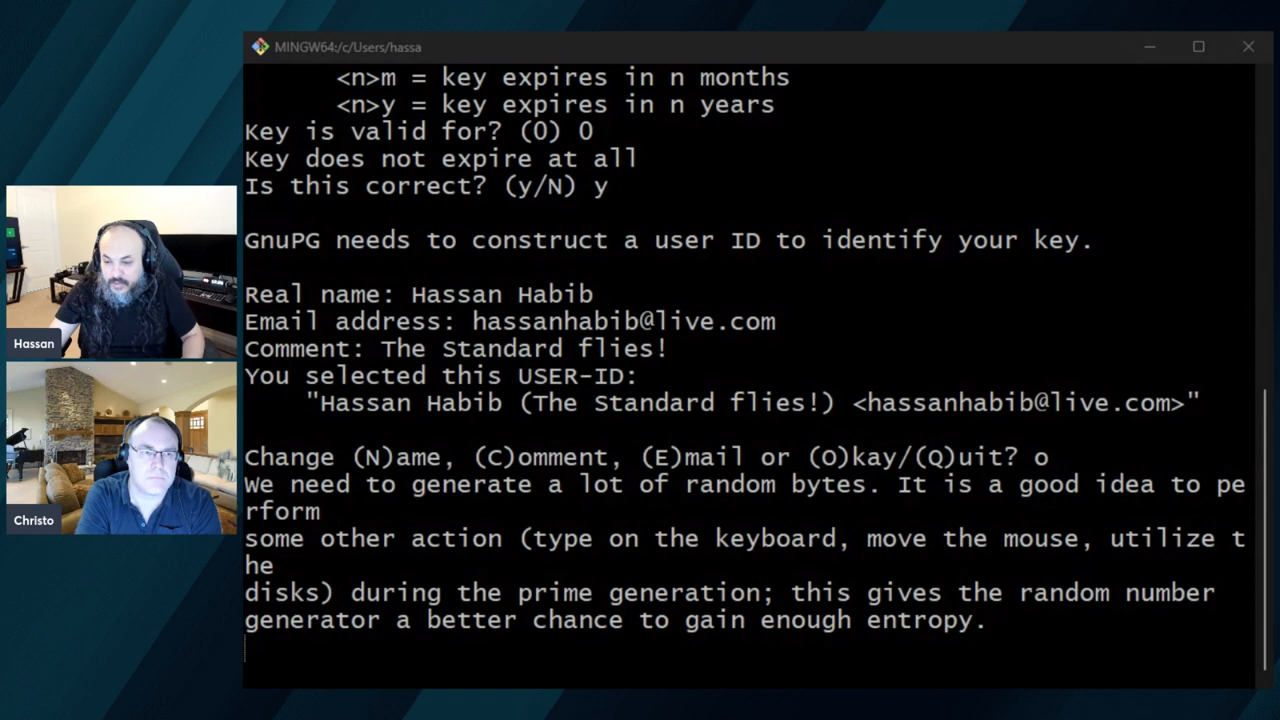 MINGW64:/c/Users/hassa
<n>m = key expires in n months
<n>y = key expires in n years
Key is valid for? (0) 0
Key does not expire at all
Is this correct? (y/N) y
GnuPG needs to construct a user ID to identify your key.
Real name: Hassan Habib
Email address: hassanhabib@live.com
Comment: The Standard flies!
You selected this USER-ID:
"Hassan Habib (The Standard flies!) <hassanhabib@live.com>"
Change (N)ame, (C)omment, (E)mail or (O)kay/(Q)uit? o
We need to generate a lot of random bytes. It is a good idea to pe
rform
some other action (type on the keyboard, move the mouse, utilize t
he
disks) during the prime generation; this gives the random number
generator a better chance to gain enough entropy.
Hassan
Christo